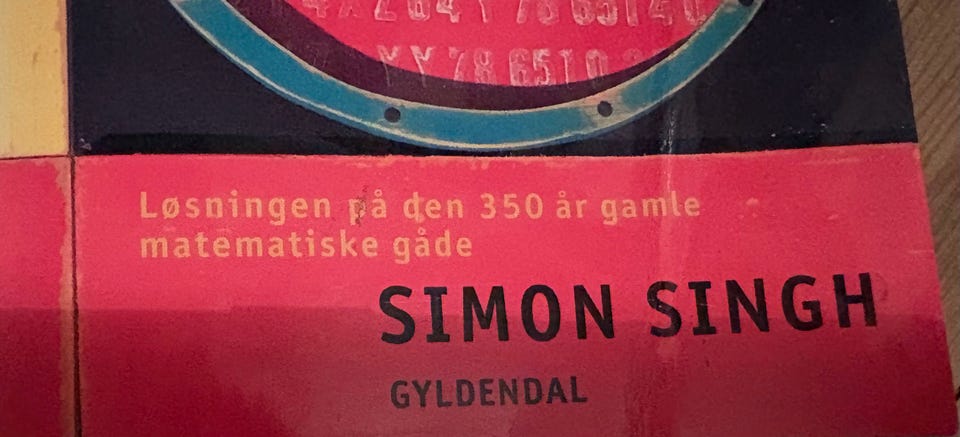 Løsningen på den 350 år gamle
matematiske gåde
SIMON SINGH
GYLDENDAL